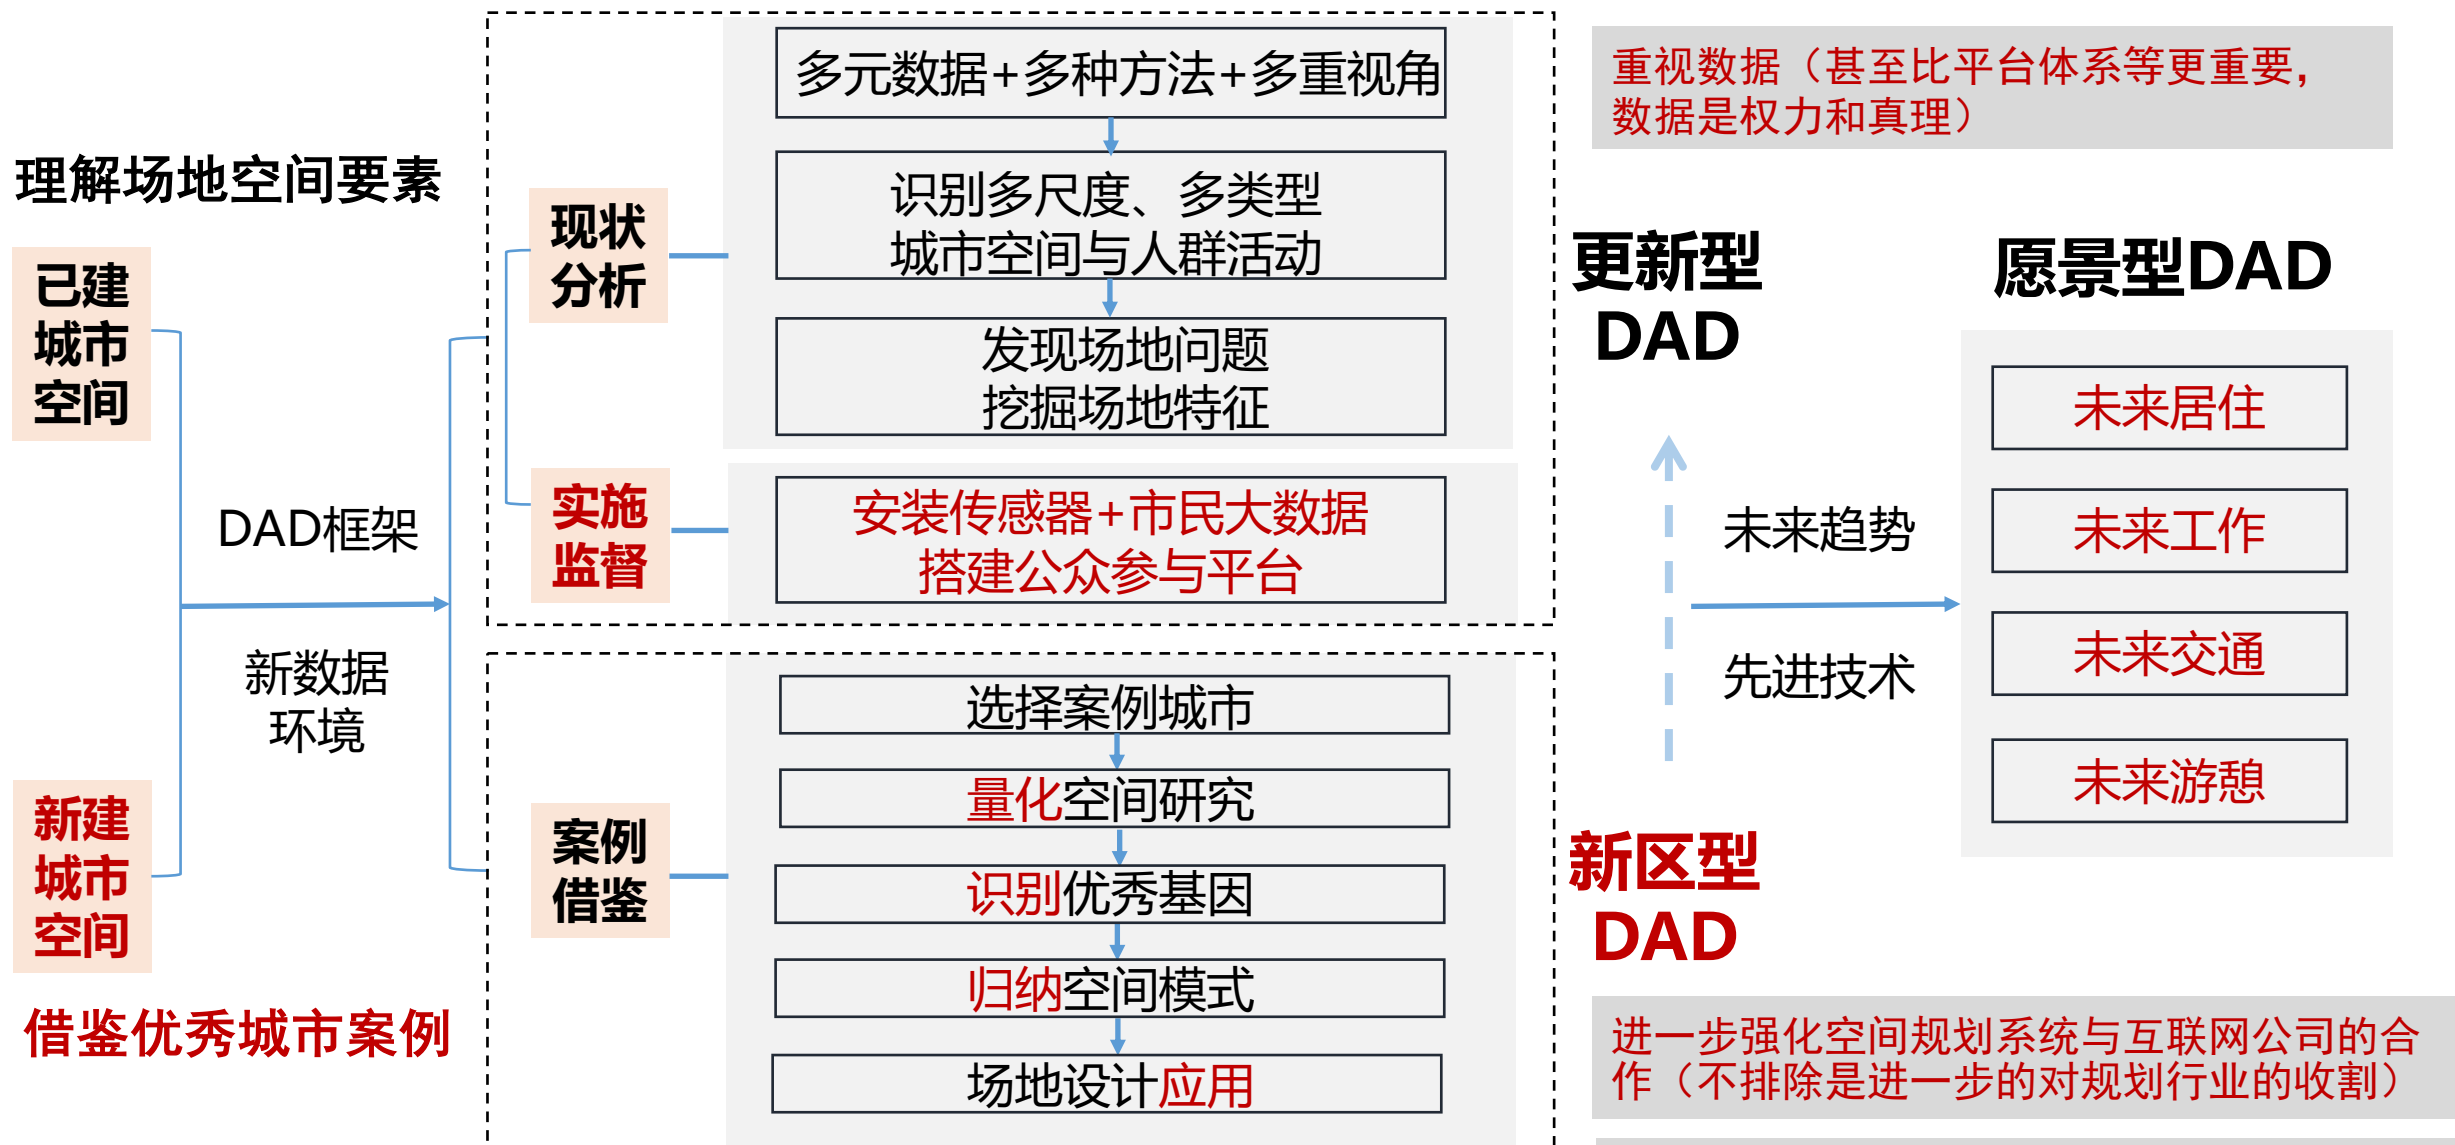 理解场地空间要素
已建
城市
空间
DAD框架
新数据
环境
新建
城市
空间
借鉴优秀城市案例
现状
分析
多元数据+多种方法+多重视角
识别多尺度、多类型
城市空间与人群活动
发现场地问题
挖掘场地特征
实施
监督
安装传感器+市民大数据
搭建公众参与平台
案例
借鉴
选择案例城市
量化空间研究
识别优秀基因
归纳空间模式
场地设计应用
重视数据（甚至比平台体系等更重要，
数据是权力和真理）
更新型
DAD
未来趋势
先进技术
新区型
DAD
愿景型DAD
未来居住
未来工作
未来交通
未来游憩
进一步强化空间规划系统与互联网公司的合
作（不排除是进一步的对规划行业的收割）